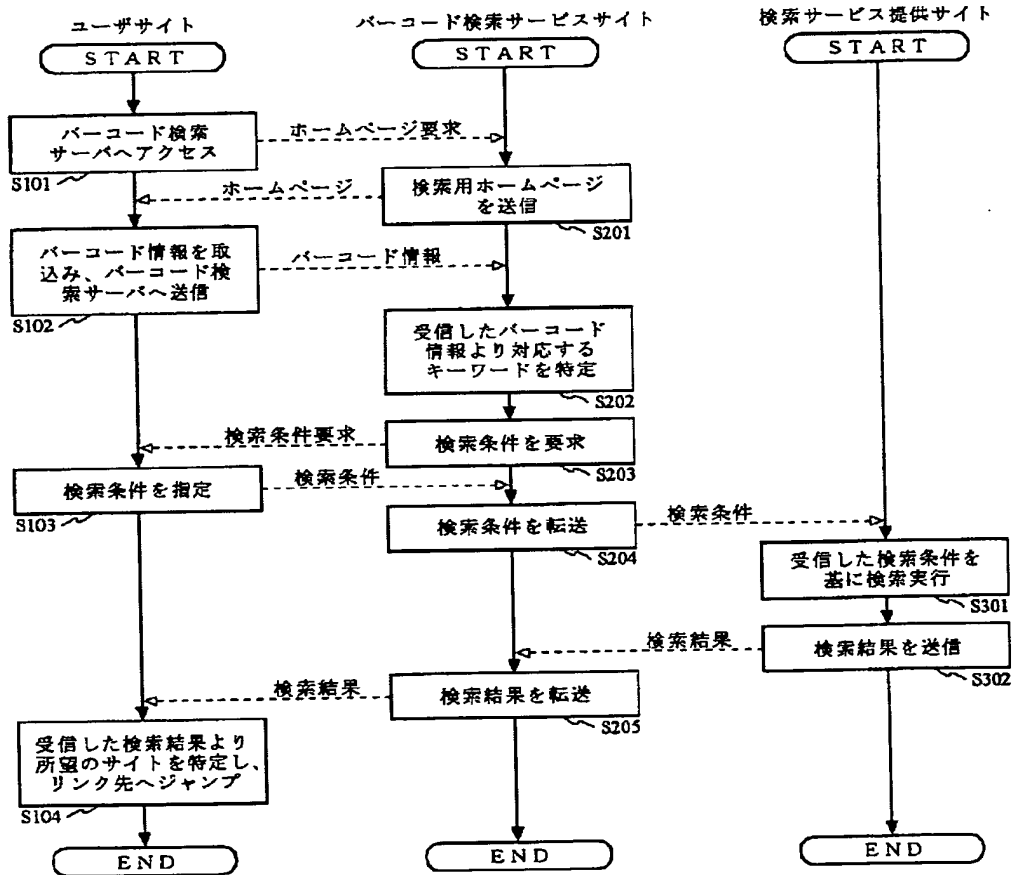 ユーザサイト
バーコード検索サービスサイト
検索サービス提供サイト
START
START
START
バーコード検索
サーバへアクセス
S101
ホームページ要求
ホームページ
検索用ホームページ
を送信
S201
バーコード情報を取
込み、バーコード検
索サーバへ送信
S102
バーコード情報
受信したバーコード
情報より対応する
キーワードを特定
S202
検索条件要求
検索条件を要求
S203
検索条件を指定
S103
検索条件
検索条件を転送
S204
検索条件
受信した検索条件を
基に検索実行
S301
検索結果
検索結果を送信
S302
検索結果
検索結果を転送
S205
受信した検索結果より
所望のサイトを特定し、
リンク先へジャンプ
S104
END
END
END